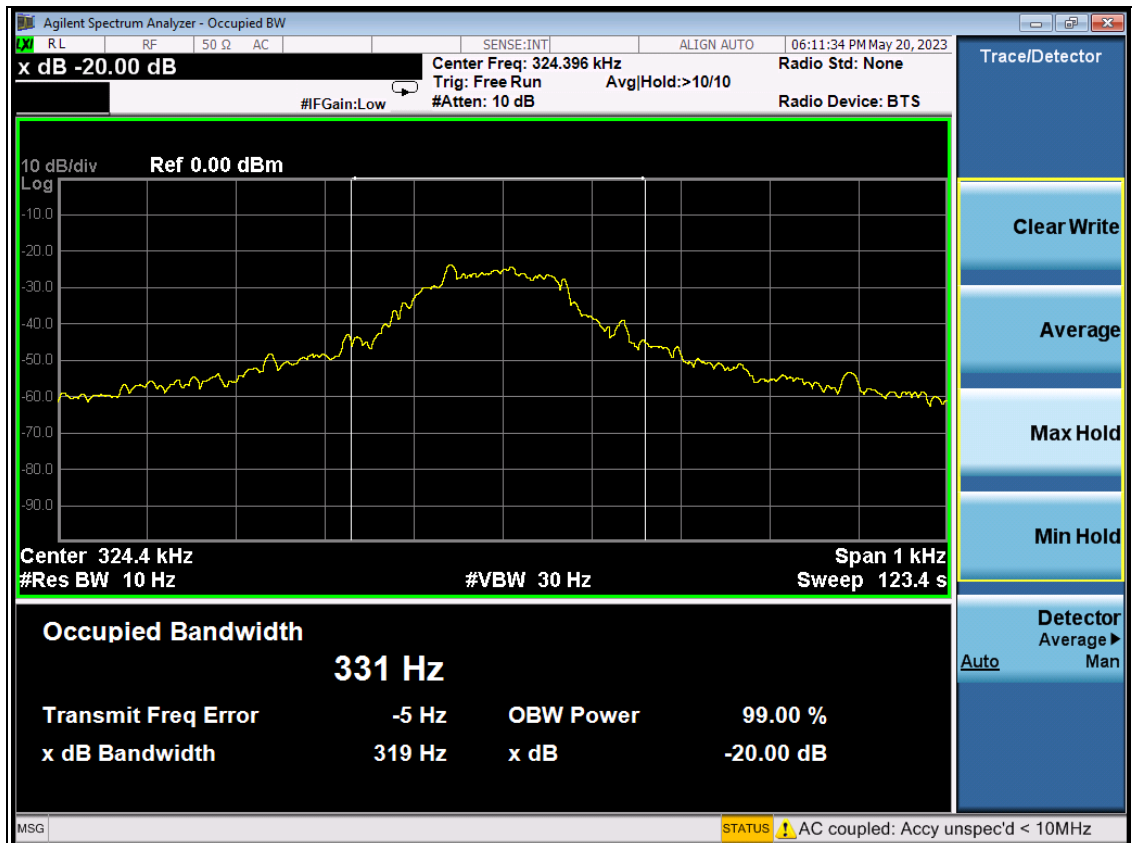 Agilent Spectrum Analyzer - Occupied BW
LXI RL RF 50 Ω AC SENSE:INT ALIGN AUTO 06:11:34 PM May 20, 2023
x dB -20.00 dB Center Freq: 324.396 kHz Radio Std: None
Trig: Free Run Avg|Hold:>10/10
#IFGain:Low #Atten: 10 dB Radio Device: BTS
Trace/Detector
10 dB/div Ref 0.00 dBm
Log
-10.0
-20.0
-30.0
-40.0
-50.0
-60.0
-70.0
-80.0
-90.0
Center 324.4 kHz Span 1 kHz
#Res BW 10 Hz #VBW 30 Hz Sweep 123.4 s
Occupied Bandwidth
331 Hz
Transmit Freq Error -5 Hz OBW Power 99.00 %
x dB Bandwidth 319 Hz x dB -20.00 dB
Clear Write
Average
Max Hold
Min Hold
Detector
Average▶
Auto Man
MSG STATUS AC coupled: Accy unspec'd < 10MHz